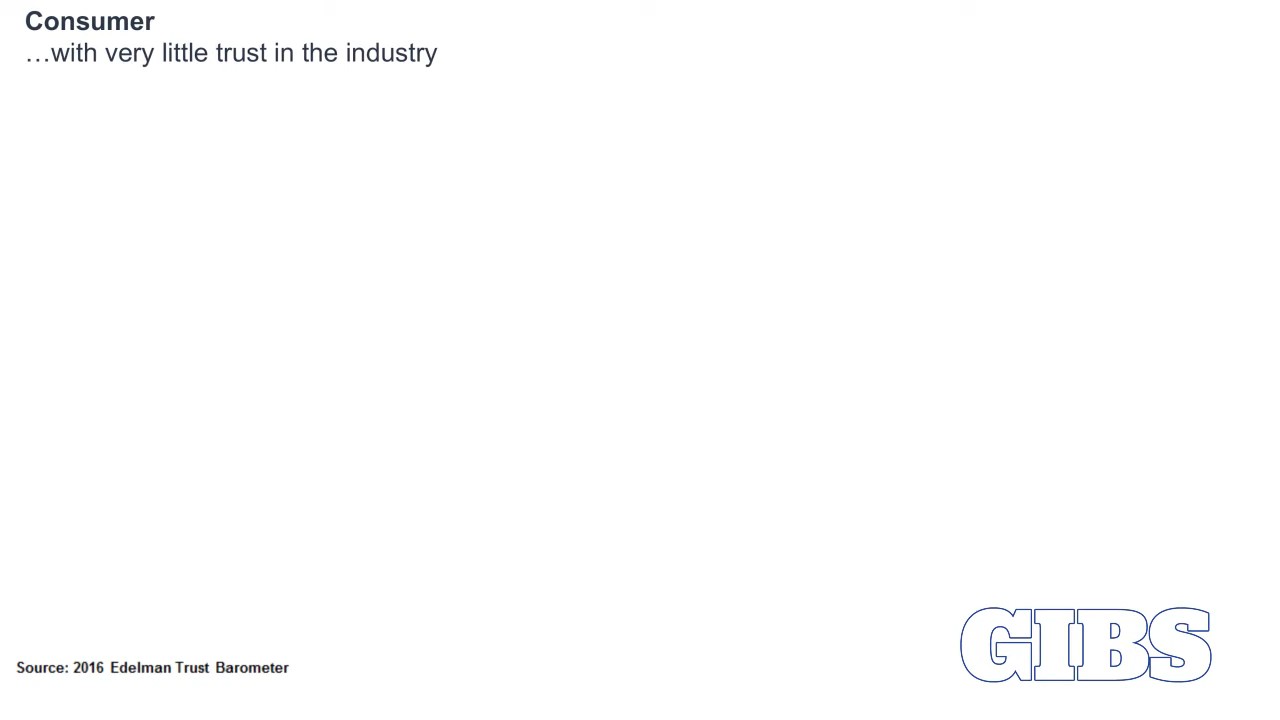 Consumer
…with very little trust in the industry
Source: 2016 Edelman Trust Barometer
GIBS